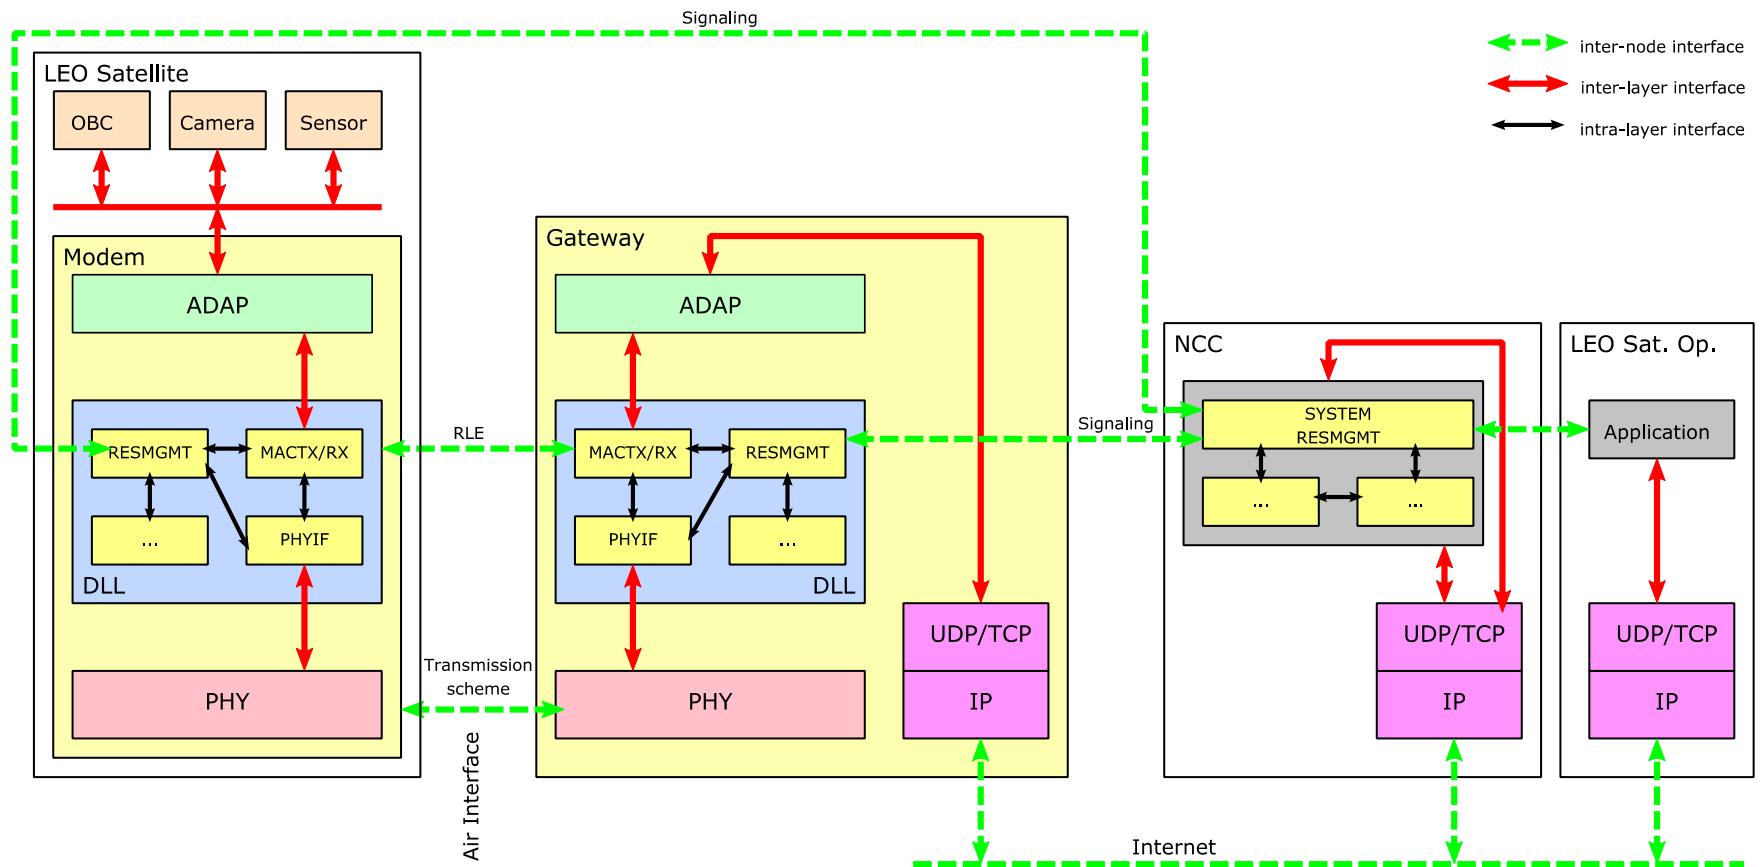 Signaling
inter-node interface
inter-layer interface
intra-layer interface
LEO Satellite
OBC
Camera
Sensor
Modem
ADAP
RESMGMT
MACTX/RX
...
PHYIF
DLL
PHY
RLE
Transmission
scheme
Air Interface
Gateway
ADAP
MACTX/RX
RESMGMT
PHYIF
...
DLL
PHY
UDP/TCP
IP
Signaling
NCC
SYSTEM
RESMGMT
...
...
UDP/TCP
IP
LEO Sat. Op.
Application
UDP/TCP
IP
Internet